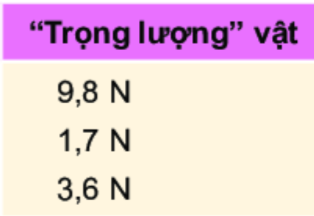 “Trọng lượng” vật
9,8 N
1,7 N
3,6 N